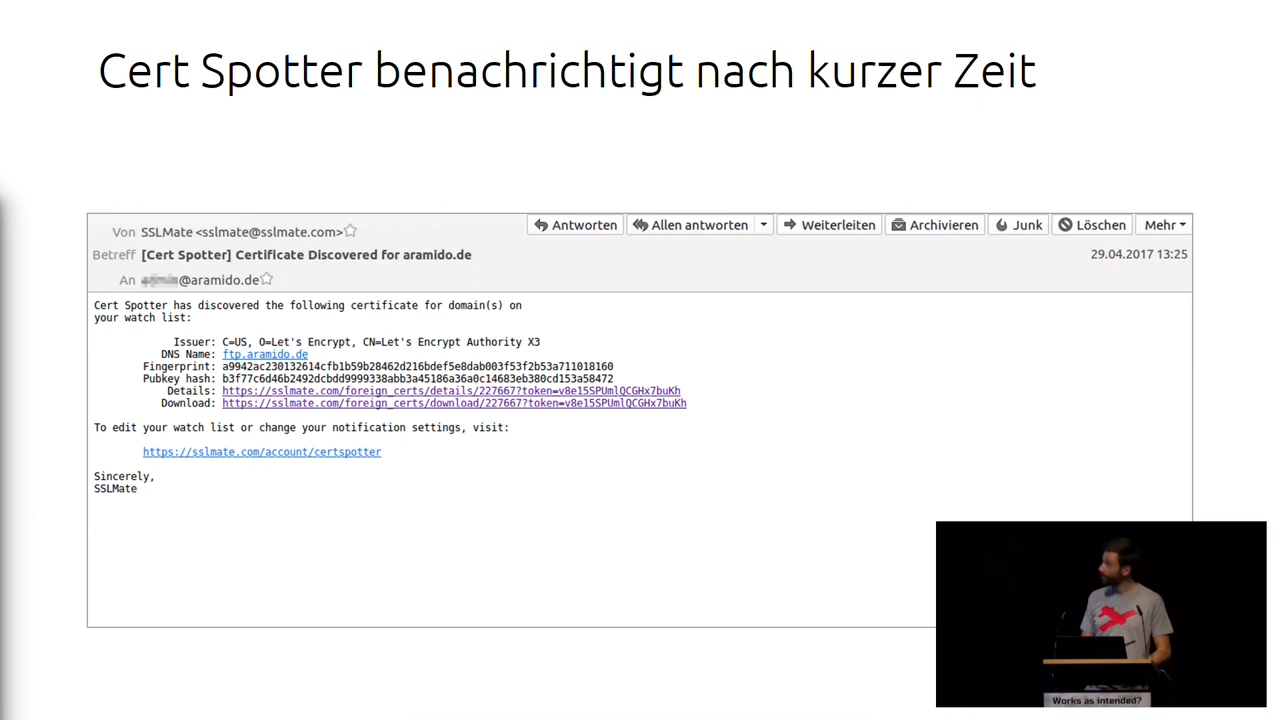 Cert Spotter benachrichtigt nach kurzer Zeit
Von SSLMate <sslmate@sslmate.com>
Antworten Allen antworten Weiterleiten Archivieren Junk Löschen Mehr
Betreff [Cert Spotter] Certificate Discovered for aramido.de 29.04.2017 13:25
An @aramido.de
Cert Spotter has discovered the following certificate for domain(s) on
your watch list:
Issuer: C=US, O=Let's Encrypt, CN=Let's Encrypt Authority X3
DNS Name: ftp.aramido.de
Fingerprint: a9942ac230132614cfb1b59b28462d216bdef5e8dab003f53f2b53a711018160
Pubkey hash: b3f77c6d46b2492dcbdd9999338abb3a45186a36a0c14683eb380cd153a58472
Details: https://sslmate.com/foreign_certs/details/227667?token=v8e15SPUmlQCGHx7buKh
Download: https://sslmate.com/foreign_certs/download/227667?token=v8e15SPUmlQCGHx7buKh
To edit your watch list or change your notification settings, visit:
https://sslmate.com/account/certspotter
Sincerely,
SSLMate
Works as intended?